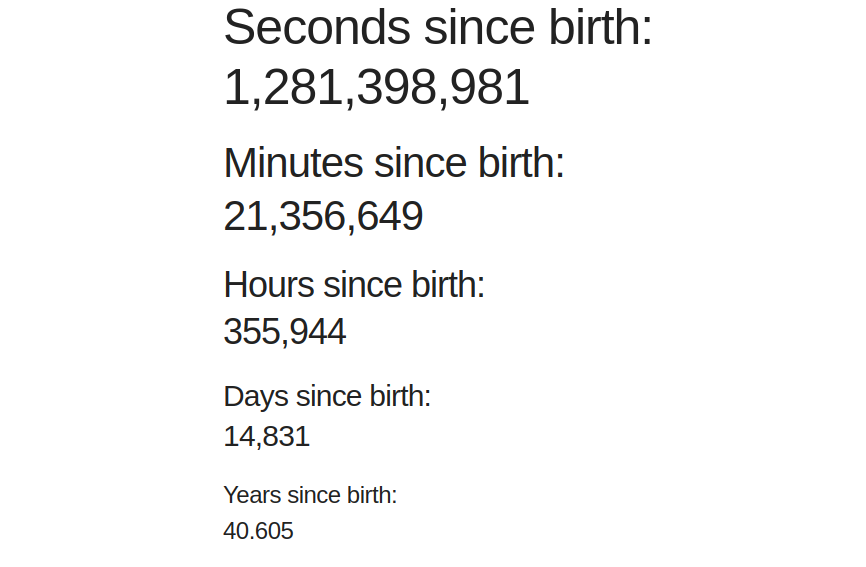 Seconds since birth:
1,281,398,981
Minutes since birth:
21,356,649
Hours since birth:
355,944
Days since birth:
14,831
Years since birth:
40.605